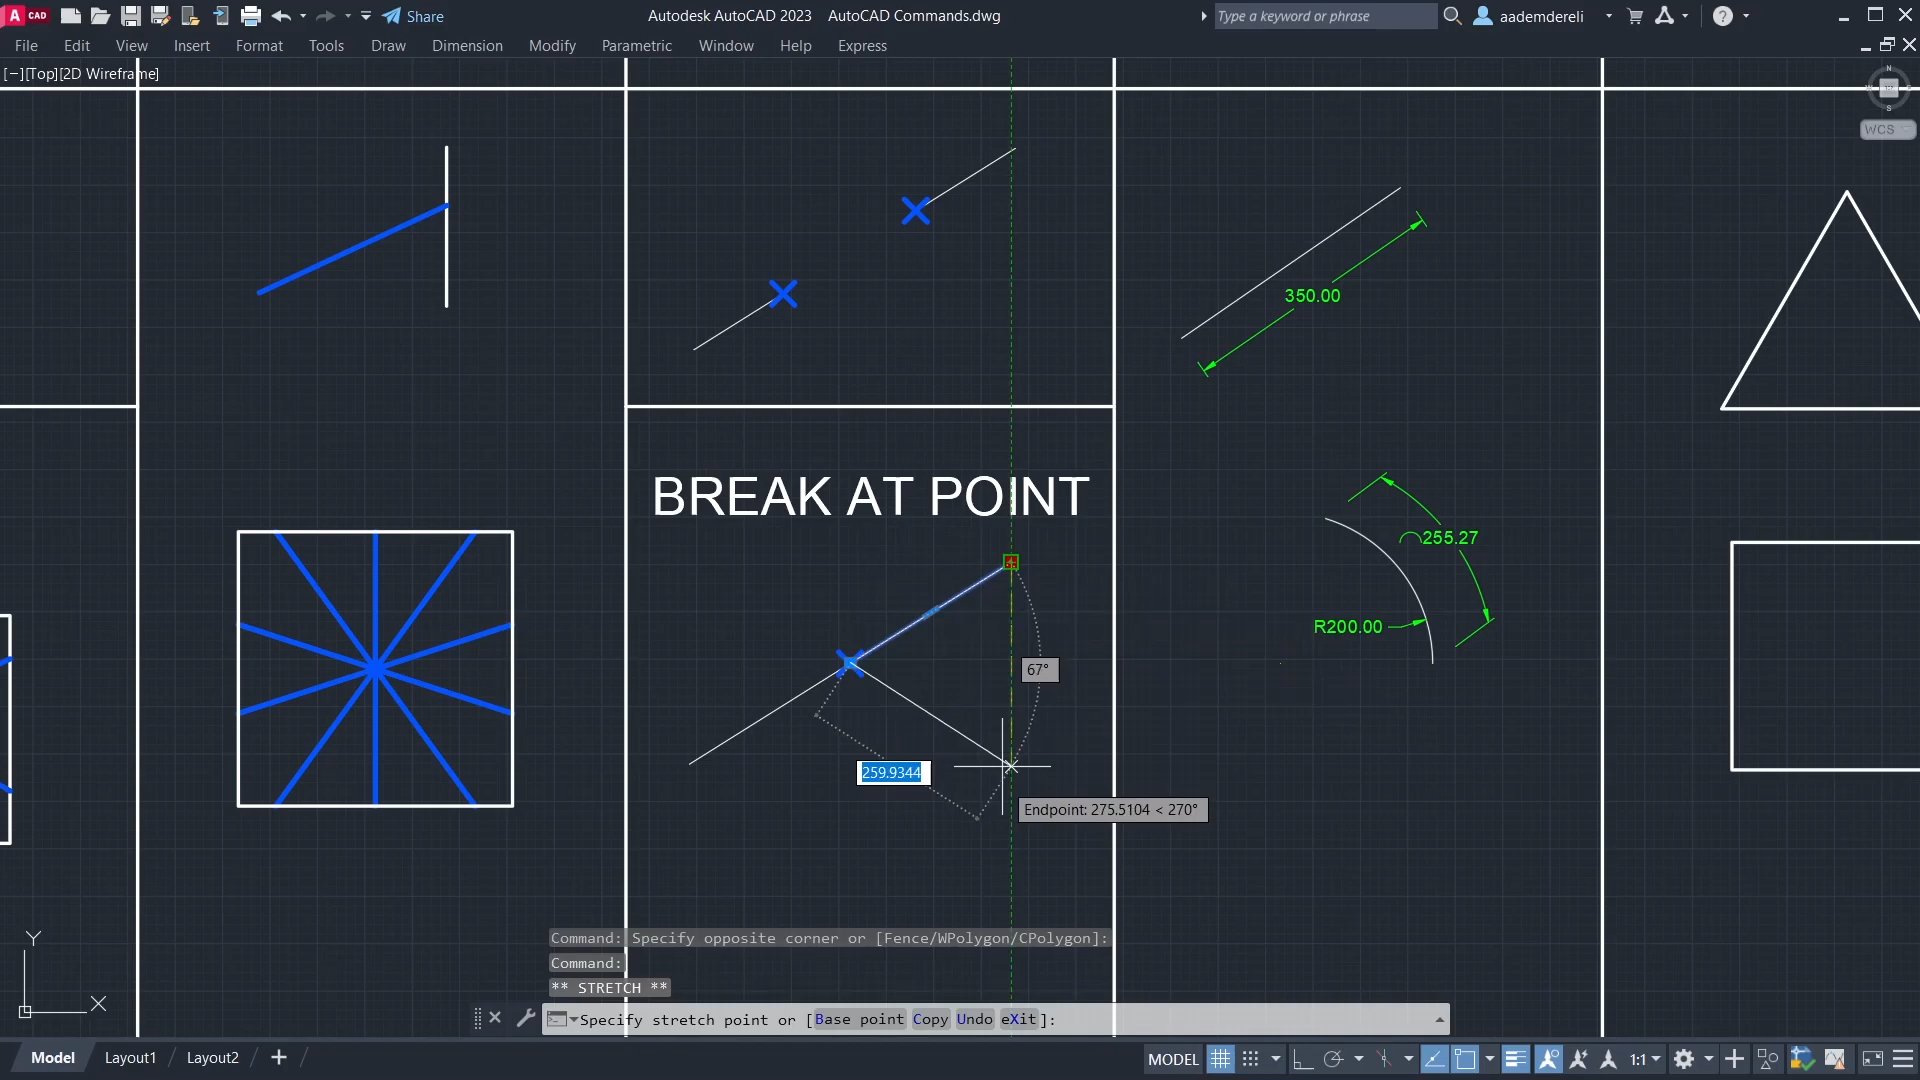 A CAD
Share
Autodesk AutoCAD 2023 AutoCAD Commands.dwg
Type a keyword or phrase
aademdereli
File Edit View Insert Format Tools Draw Dimension Modify Parametric Window Help Express
[−][Top][2D Wireframe]
N
S
WCS
350.00
BREAK AT POINT
255.27
R200.00
67°
259.9344
Endpoint: 275.5104 < 270°
Y
X
Command: Specify opposite corner or [Fence/WPolygon/CPolygon]:
Command:
** STRETCH **
Specify stretch point or [Base point Copy Undo eXit]:
Model Layout1 Layout2
MODEL 1:1